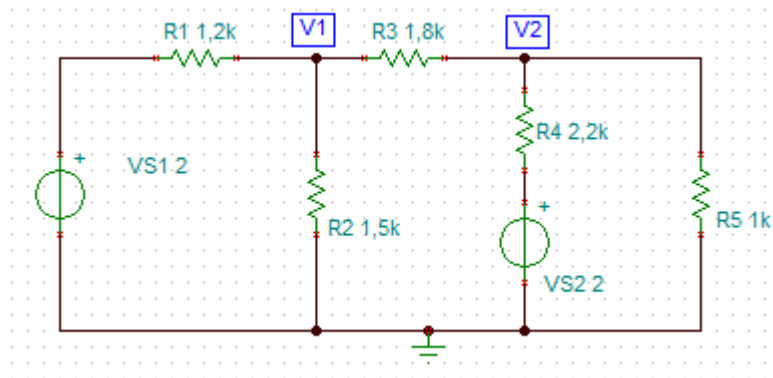 R1 1,2k
V1
R3 1,8k
V2
R4 2,2k
+
VS1 2
+
R2 1,5k
R5 1k
VS2 2